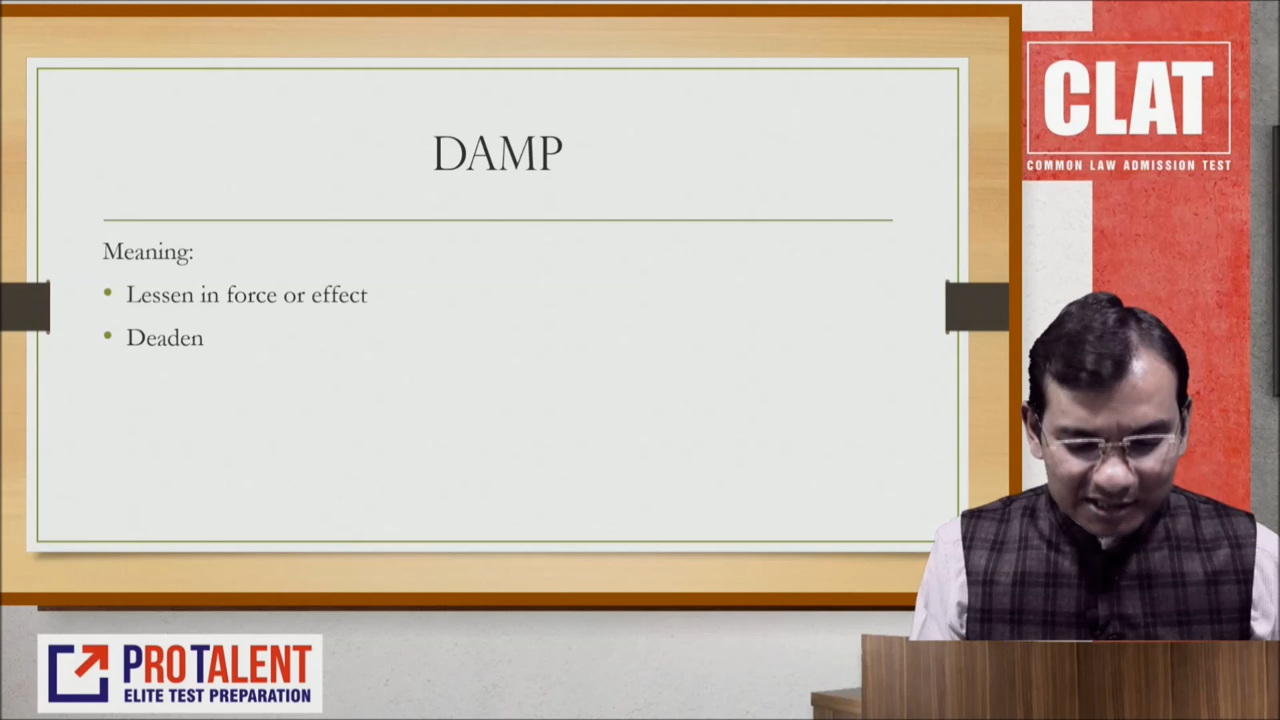 DAMP
Meaning:
• Lessen in force or effect
• Deaden
CLAT
COMMON LAW ADMISSION TEST
PROTALENT
ELITE TEST PREPARATION